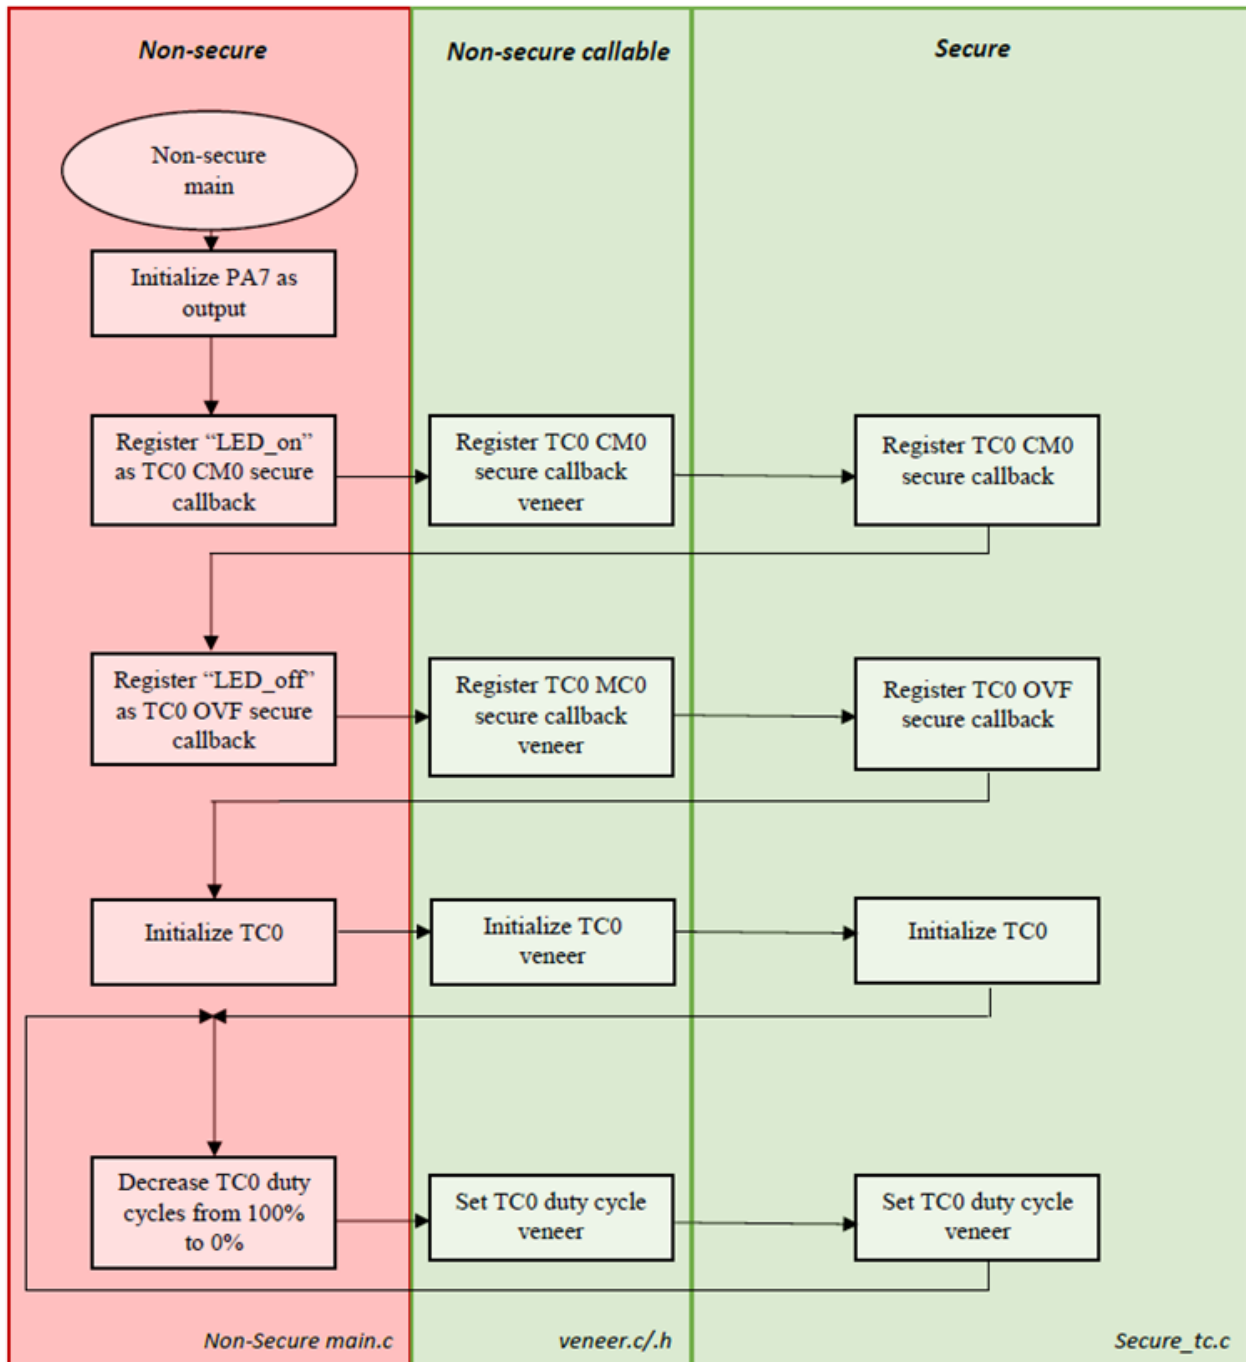 Non-secure
Non-secure callable
Secure
Non-secure
main
Initialize PA7 as
output
Register “LED_on”
as TC0 CM0 secure
callback
Register TC0 CM0
secure callback
veneer
Register TC0 CM0
secure callback
Register “LED_off”
as TC0 OVF secure
callback
Register TC0 MC0
secure callback
veneer
Register TC0 OVF
secure callback
Initialize TC0
Initialize TC0
veneer
Initialize TC0
Decrease TC0 duty
cycles from 100%
to 0%
Set TC0 duty cycle
veneer
Set TC0 duty cycle
veneer
Non-Secure main.c
veneer.c/.h
Secure_tc.c